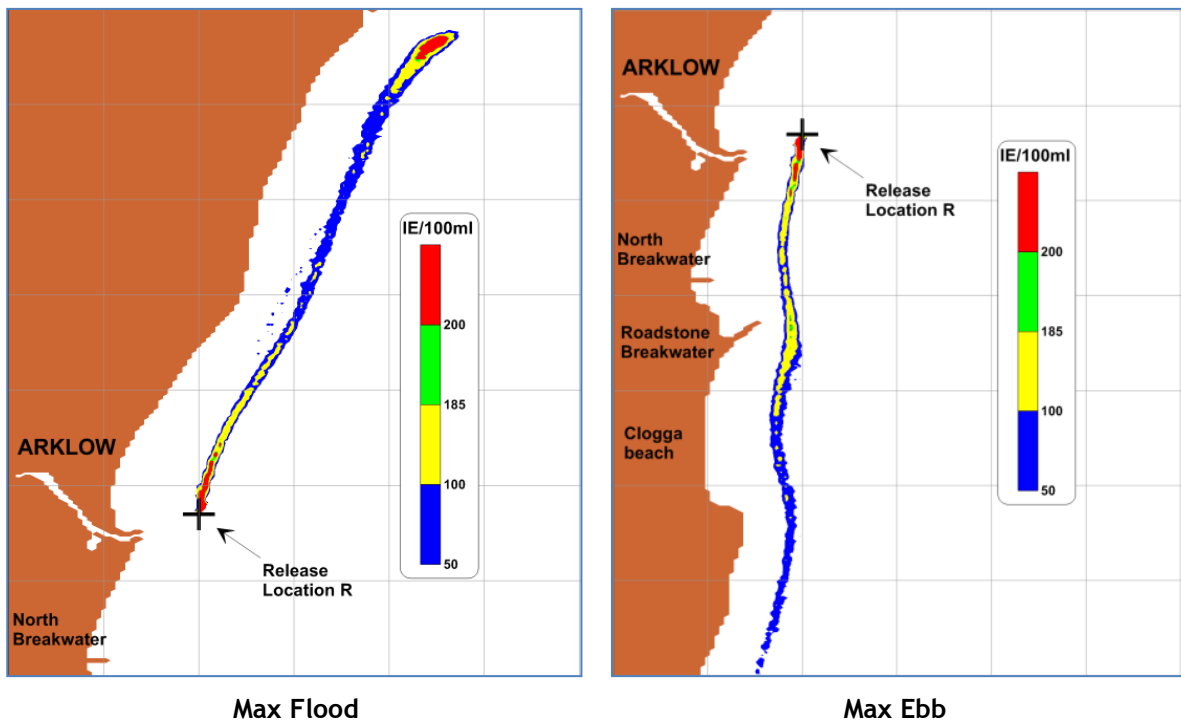 ARKLOW
North
Breakwater
Release
Location R
IE/100ml
200
185
100
50
Max Flood
ARKLOW
North
Breakwater
Roadstone
Breakwater
Clogga
beach
Release
Location R
IE/100ml
200
185
100
50
Max Ebb